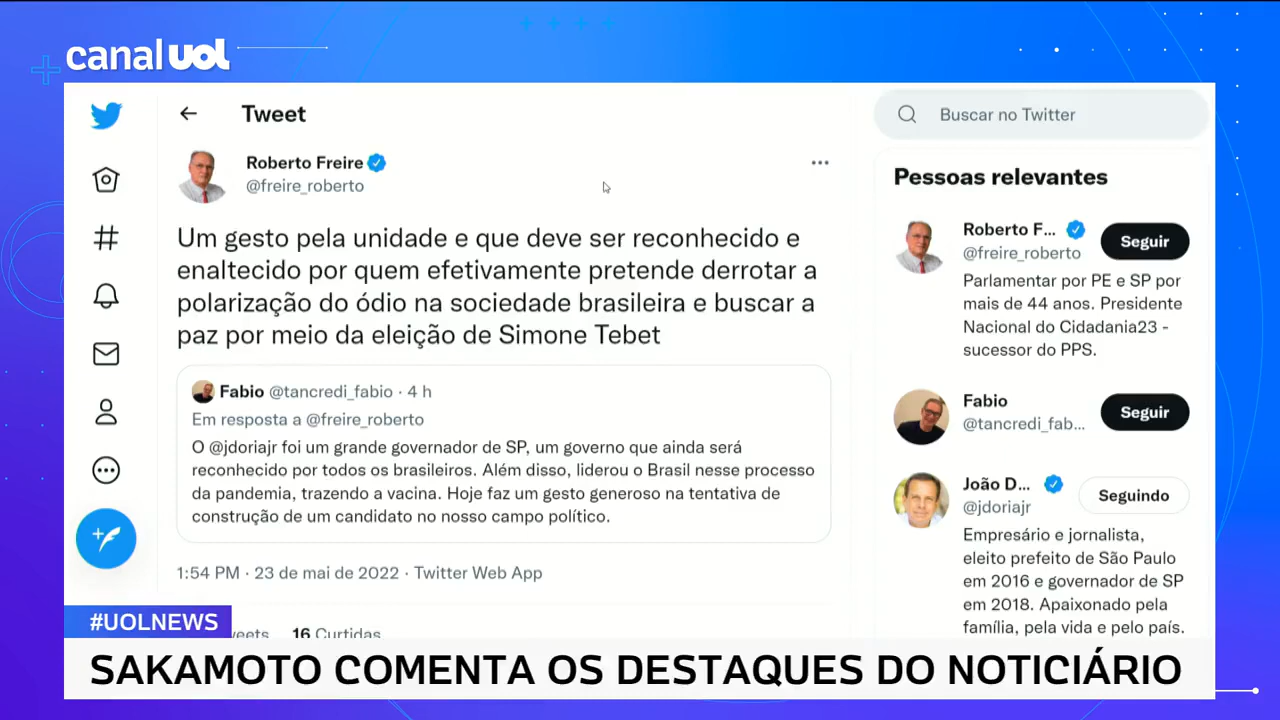 canal UOL
Tweet
Buscar no Twitter
Roberto Freire
@freire_roberto
Um gesto pela unidade e que deve ser reconhecido e
enaltecido por quem efetivamente pretende derrotar a
polarização do ódio na sociedade brasileira e buscar a
paz por meio da eleição de Simone Tebet
Fabio @tancredi_fabio · 4 h
Em resposta a @freire_roberto
O @jdoriajr foi um grande governador de SP, um governo que ainda será
reconhecido por todos os brasileiros. Além disso, liderou o Brasil nesse processo
da pandemia, trazendo a vacina. Hoje faz um gesto generoso na tentativa de
construção de um candidato no nosso campo político.
1:54 PM · 23 de mai de 2022 · Twitter Web App
16 Curtidas
Pessoas relevantes
Roberto F...
Seguir
@freire_roberto
Parlamentar por PE e SP por
mais de 44 anos. Presidente
Nacional do Cidadania23 -
sucessor do PPS.
Fabio
Seguir
@tancredi_fab...
João D...
Seguindo
@jdoriajr
Empresário e jornalista,
eleito prefeito de São Paulo
em 2016 e governador de SP
em 2018. Apaixonado pela
família, pela vida e pelo país.
#UOLNEWS
SAKAMOTO COMENTA OS DESTAQUES DO NOTICIÁRIO